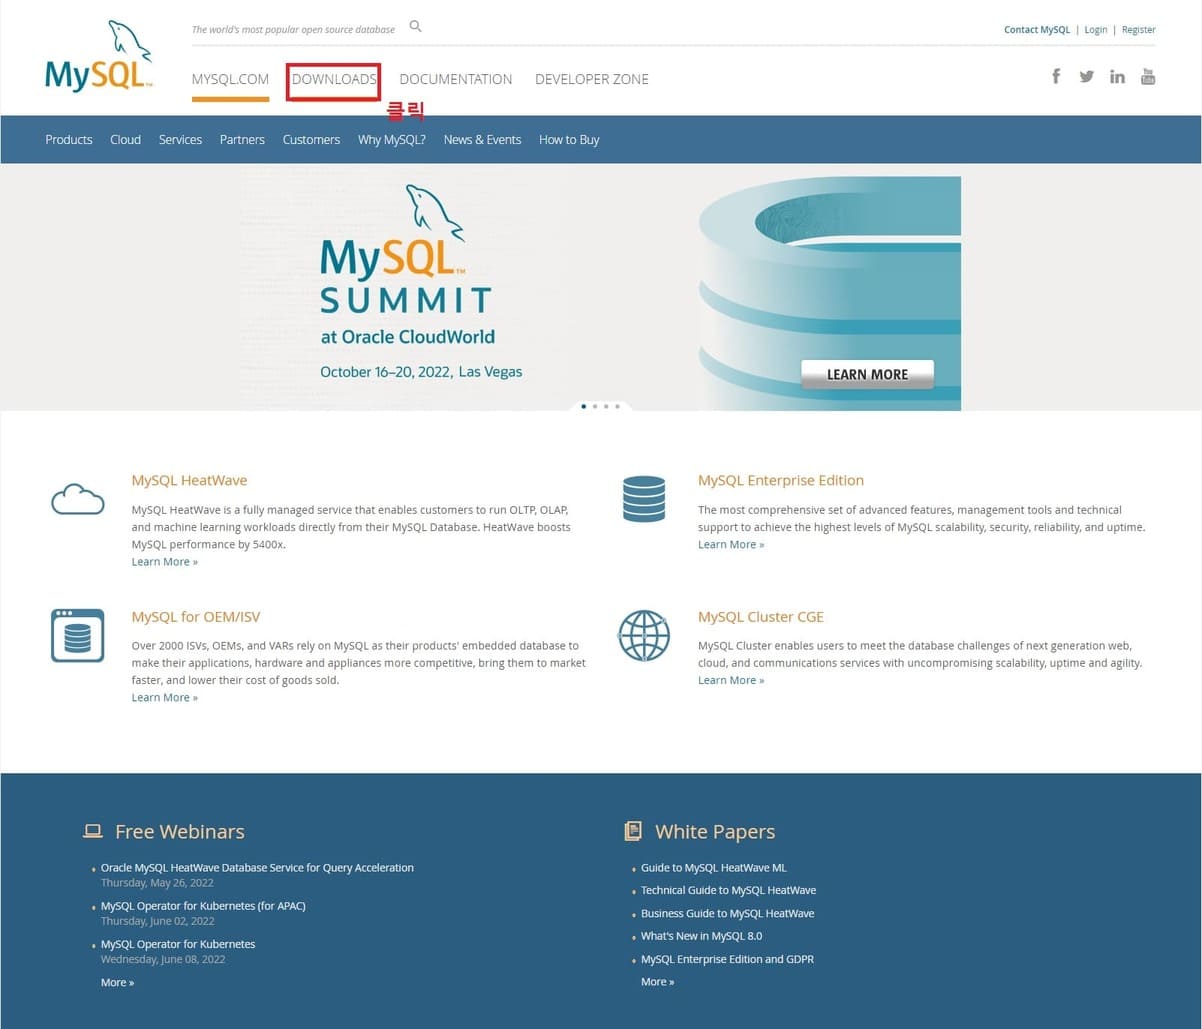 The world's most popular open source database
Contact MySQL | Login | Register
MySQL™
MYSQL.COM DOWNLOADS DOCUMENTATION DEVELOPER ZONE
You Tube
클릭
Products Cloud Services Partners Customers Why MySQL? News & Events How to Buy
MySQL™
SUMMIT
at Oracle CloudWorld
October 16–20, 2022, Las Vegas
LEARN MORE
MySQL HeatWave
MySQL HeatWave is a fully managed service that enables customers to run OLTP, OLAP,
and machine learning workloads directly from their MySQL Database. HeatWave boosts
MySQL performance by 5400x.
Learn More »
MySQL Enterprise Edition
The most comprehensive set of advanced features, management tools and technical
support to achieve the highest levels of MySQL scalability, security, reliability, and uptime.
Learn More »
MySQL for OEM/ISV
Over 2000 ISVs, OEMs, and VARs rely on MySQL as their products' embedded database to
make their applications, hardware and appliances more competitive, bring them to market
faster, and lower their cost of goods sold.
Learn More »
MySQL Cluster CGE
MySQL Cluster enables users to meet the database challenges of next generation web,
cloud, and communications services with uncompromising scalability, uptime and agility.
Learn More »
Free Webinars
Oracle MySQL HeatWave Database Service for Query Acceleration
Thursday, May 26, 2022
MySQL Operator for Kubernetes (for APAC)
Thursday, June 02, 2022
MySQL Operator for Kubernetes
Wednesday, June 08, 2022
More »
White Papers
Guide to MySQL HeatWave ML
Technical Guide to MySQL HeatWave
Business Guide to MySQL HeatWave
What's New in MySQL 8.0
MySQL Enterprise Edition and GDPR
More »